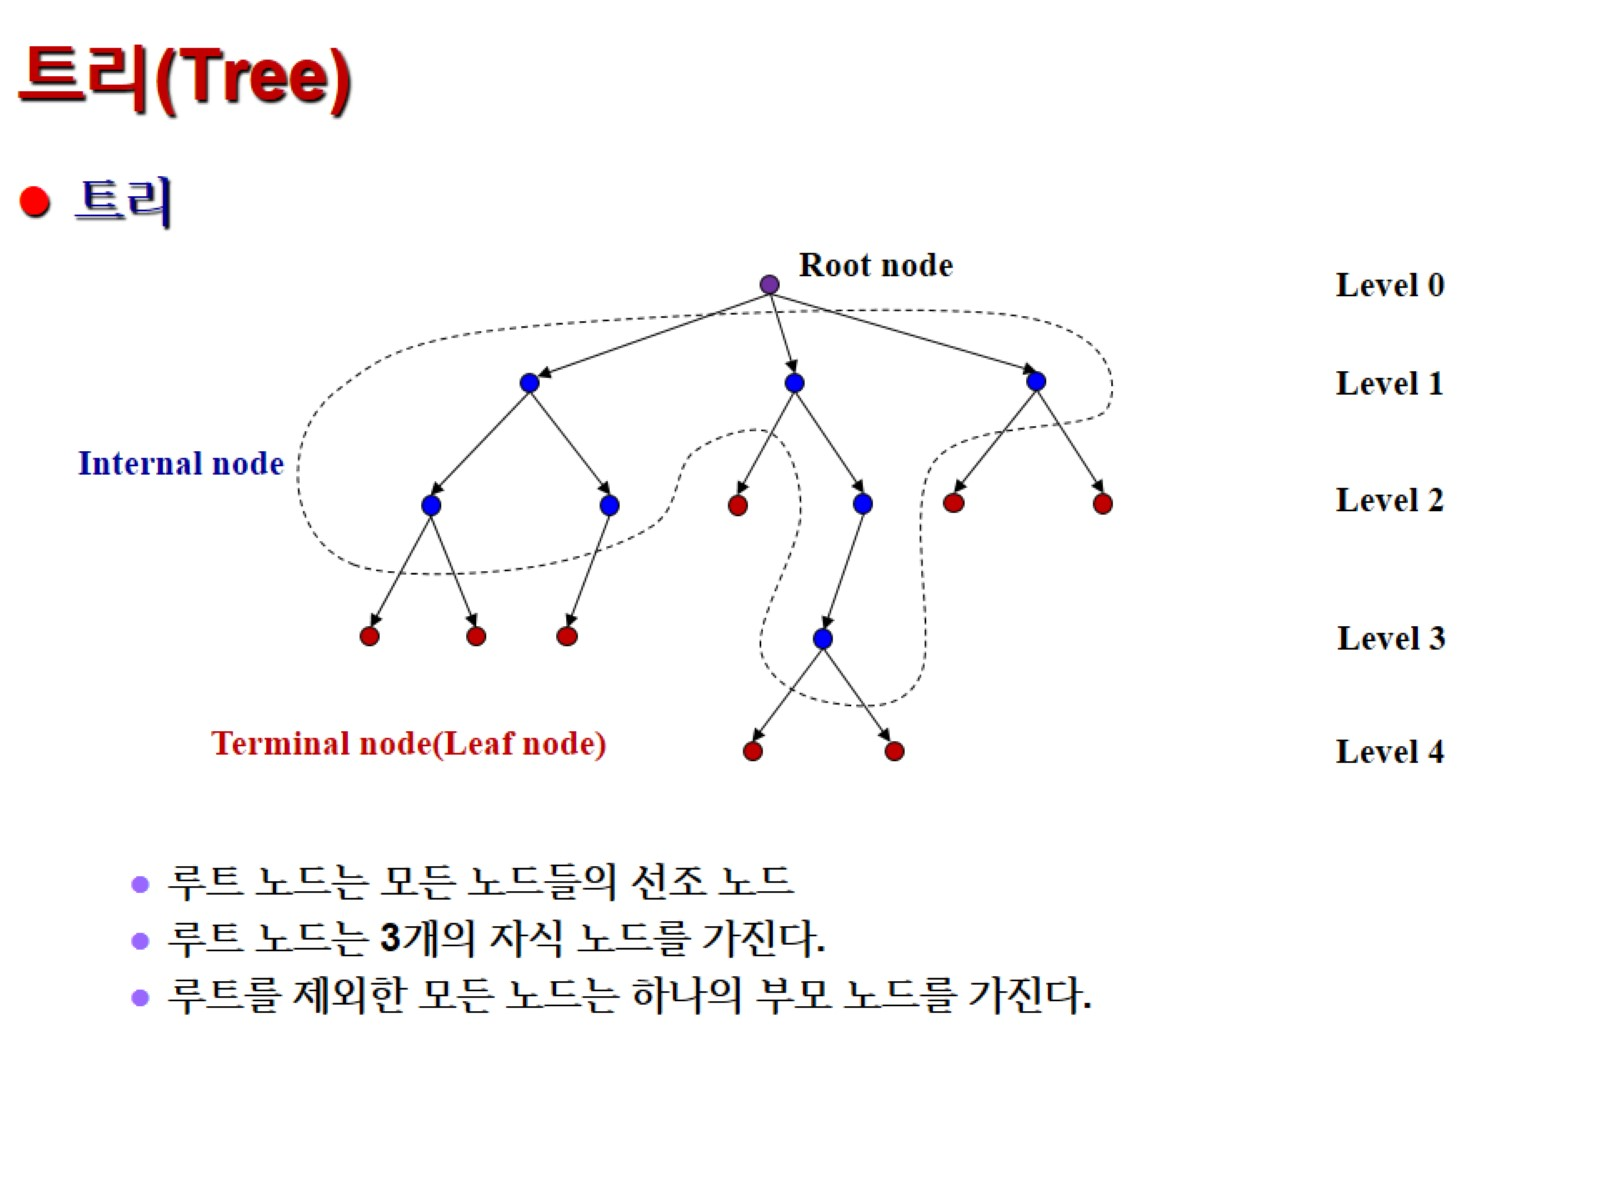 트리(Tree)
트리
Root node
Level 0
Level 1
Internal node
Level 2
Level 3
Terminal node(Leaf node)
Level 4
루트 노드는 모든 노드들의 선조 노드
루트 노드는 3개의 자식 노드를 가진다.
루트를 제외한 모든 노드는 하나의 부모 노드를 가진다.